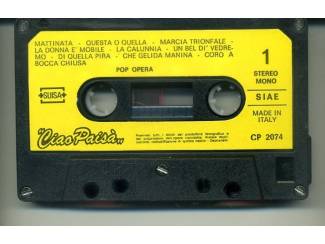 MATTINATA - QUESTA O QUELLA - MARCIA TRIONFALE -
LA DONNA E' MOBILE - LA CALUNNIA - UN BEL DI' VEDRE-
MO - DI QUELLA PIRA - CHE GELIDA MANINA - CORO A
BOCCA CHIUSA
POP OPERA
1
STEREO
MONO
SUISA
SIAE
MADE IN
ITALY
"Ciao Paisà"
CP 2074